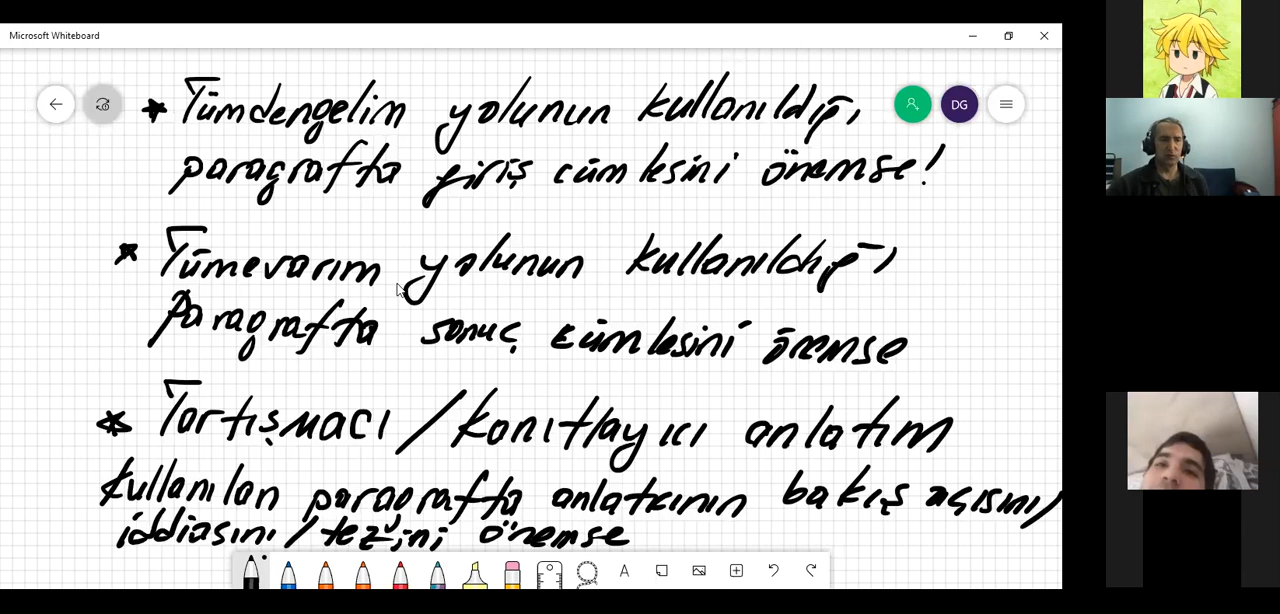 Microsoft Whiteboard
DG
* Tümdengelim yolunun kullanıldığı
paragrafta giriş cümlesini önemse!
* Tümevarım yolunun kullanıldığı
Paragrafta sonuç cümlesini önemse
* Tartışmacı / Kanıtlayıcı anlatım
kullanılan paragrafta anlatıcının bakış açısını/
iddiasını / tezini önemse
A